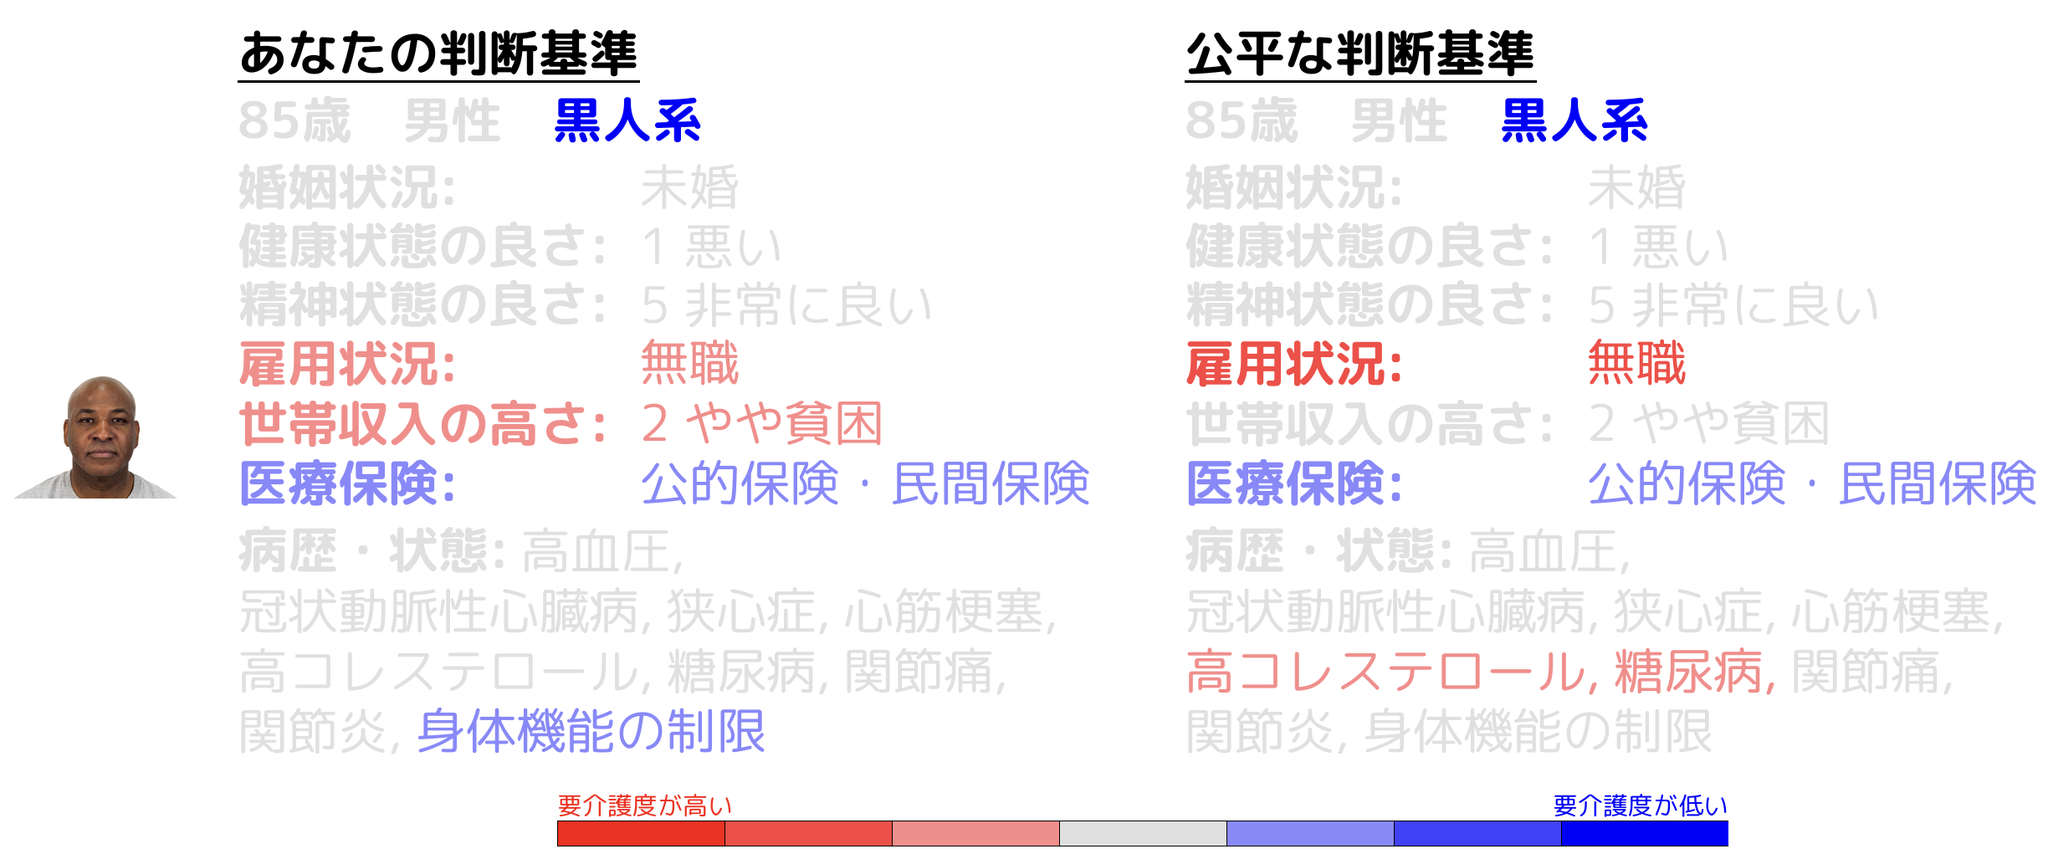 あなたの判断基準
85歳 男性 黒人系
婚姻状況: 未婚
健康状態の良さ: 1 悪い
精神状態の良さ: 5 非常に良い
雇用状況: 無職
世帯収入の高さ: 2 やや貧困
医療保険: 公的保険・民間保険
病歴・状態: 高血圧,
冠状動脈性心臓病, 狭心症, 心筋梗塞,
高コレステロール, 糖尿病, 関節痛,
関節炎, 身体機能の制限
公平な判断基準
85歳 男性 黒人系
婚姻状況: 未婚
健康状態の良さ: 1 悪い
精神状態の良さ: 5 非常に良い
雇用状況: 無職
世帯収入の高さ: 2 やや貧困
医療保険: 公的保険・民間保険
病歴・状態: 高血圧,
冠状動脈性心臓病, 狭心症, 心筋梗塞,
高コレステロール, 糖尿病, 関節痛,
関節炎, 身体機能の制限
要介護度が高い
要介護度が低い